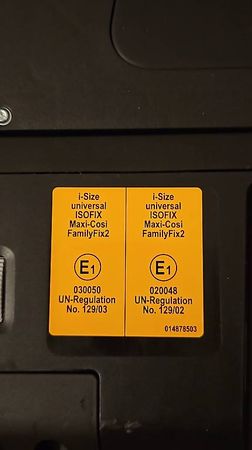 i-Size
universal
ISOFIX
Maxi-Cosi
FamilyFix2
E1
030050
UN-Regulation
No. 129/03
i-Size
universal
ISOFIX
Maxi-Cosi
FamilyFix2
E1
020048
UN-Regulation
No. 129/02
014878503